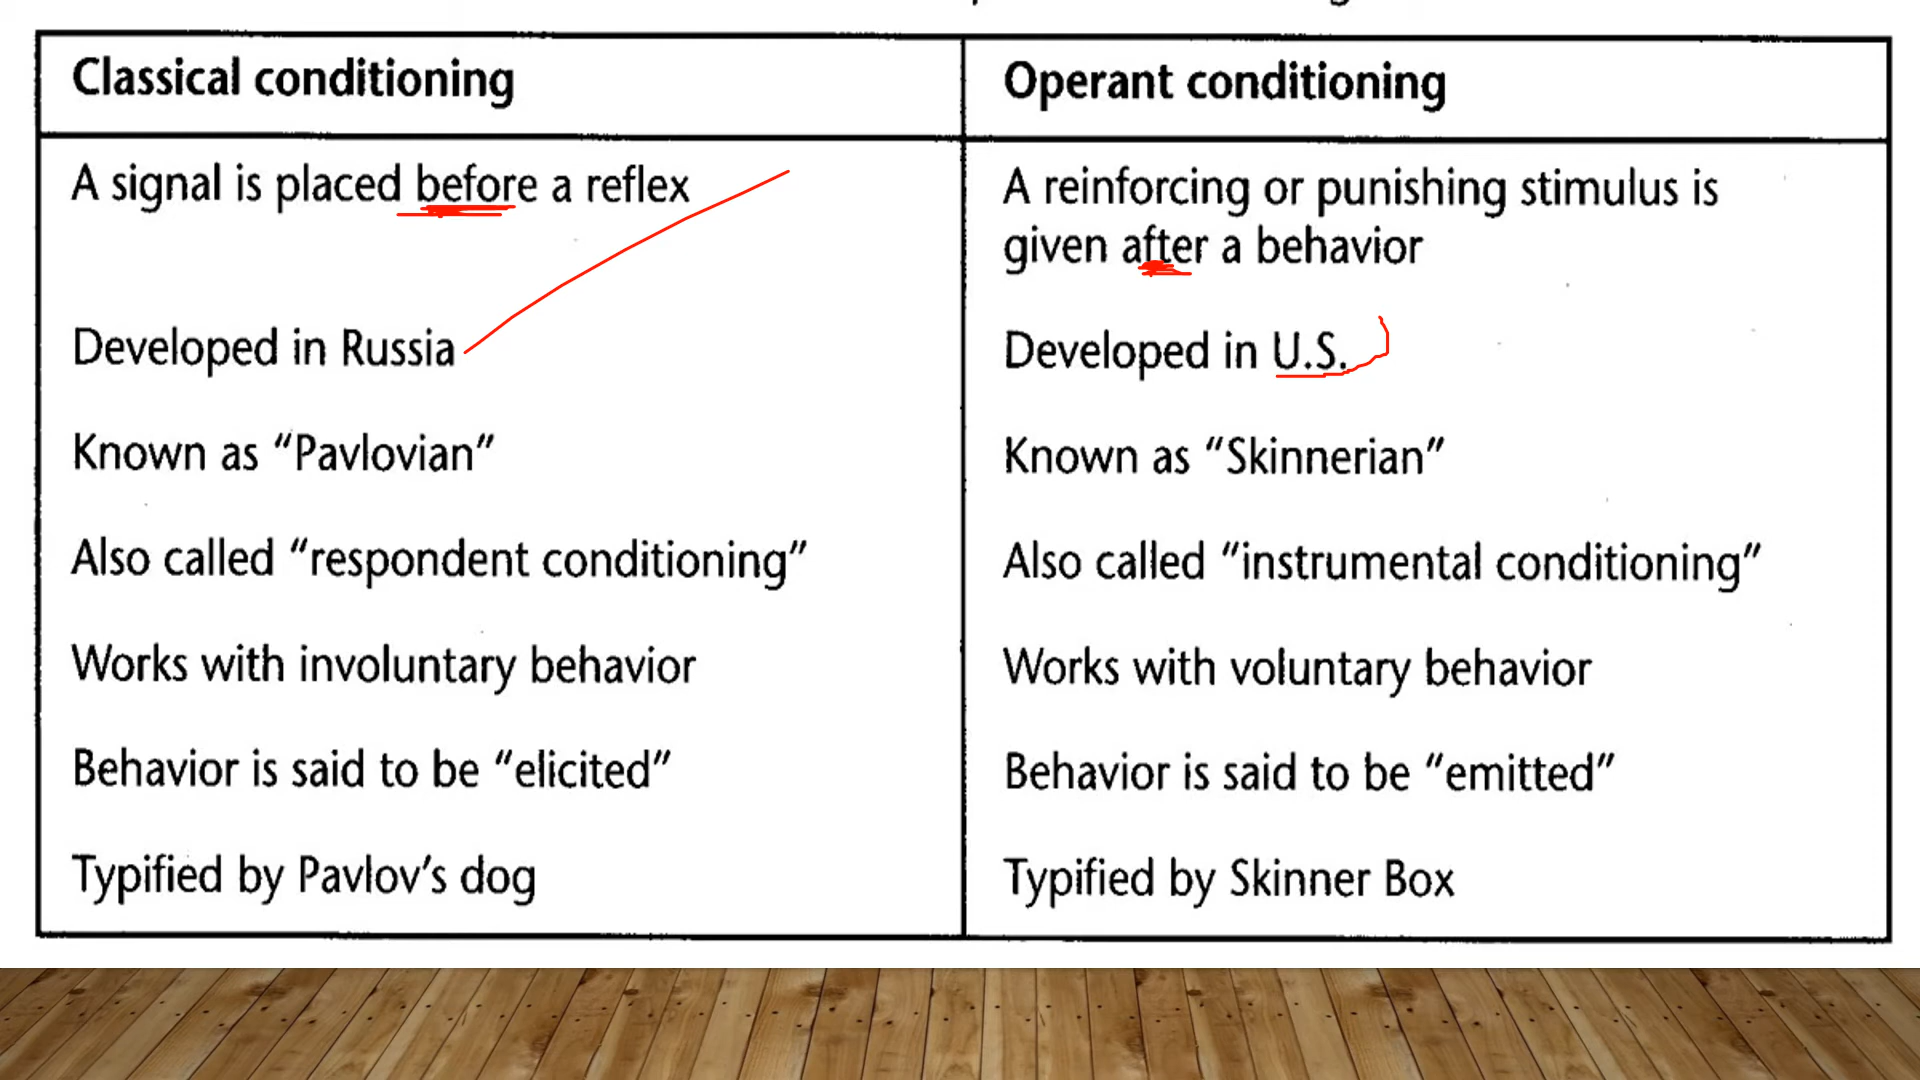 Classical conditioning
Operant conditioning
A signal is placed before a reflex
A reinforcing or punishing stimulus is
given after a behavior
Developed in Russia
Developed in U.S.
Known as “Pavlovian”
Known as “Skinnerian”
Also called “respondent conditioning”
Also called “instrumental conditioning”
Works with involuntary behavior
Works with voluntary behavior
Behavior is said to be “elicited”
Behavior is said to be “emitted”
Typified by Pavlov’s dog
Typified by Skinner Box